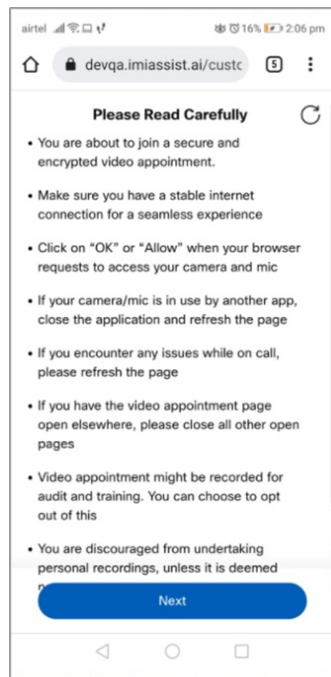 airtel 16% 2:06 pm
devqa.imiassist.ai/custc 5
Please Read Carefully
• You are about to join a secure and
encrypted video appointment.
• Make sure you have a stable internet
connection for a seamless experience
• Click on “OK” or “Allow” when your browser
requests to access your camera and mic
• If your camera/mic is in use by another app,
close the application and refresh the page
• If you encounter any issues while on call,
please refresh the page
• If you have the video appointment page
open elsewhere, please close all other open
pages
• Video appointment might be recorded for
audit and training. You can choose to opt
out of this
• You are discouraged from undertaking
personal recordings, unless it is deemed
Next